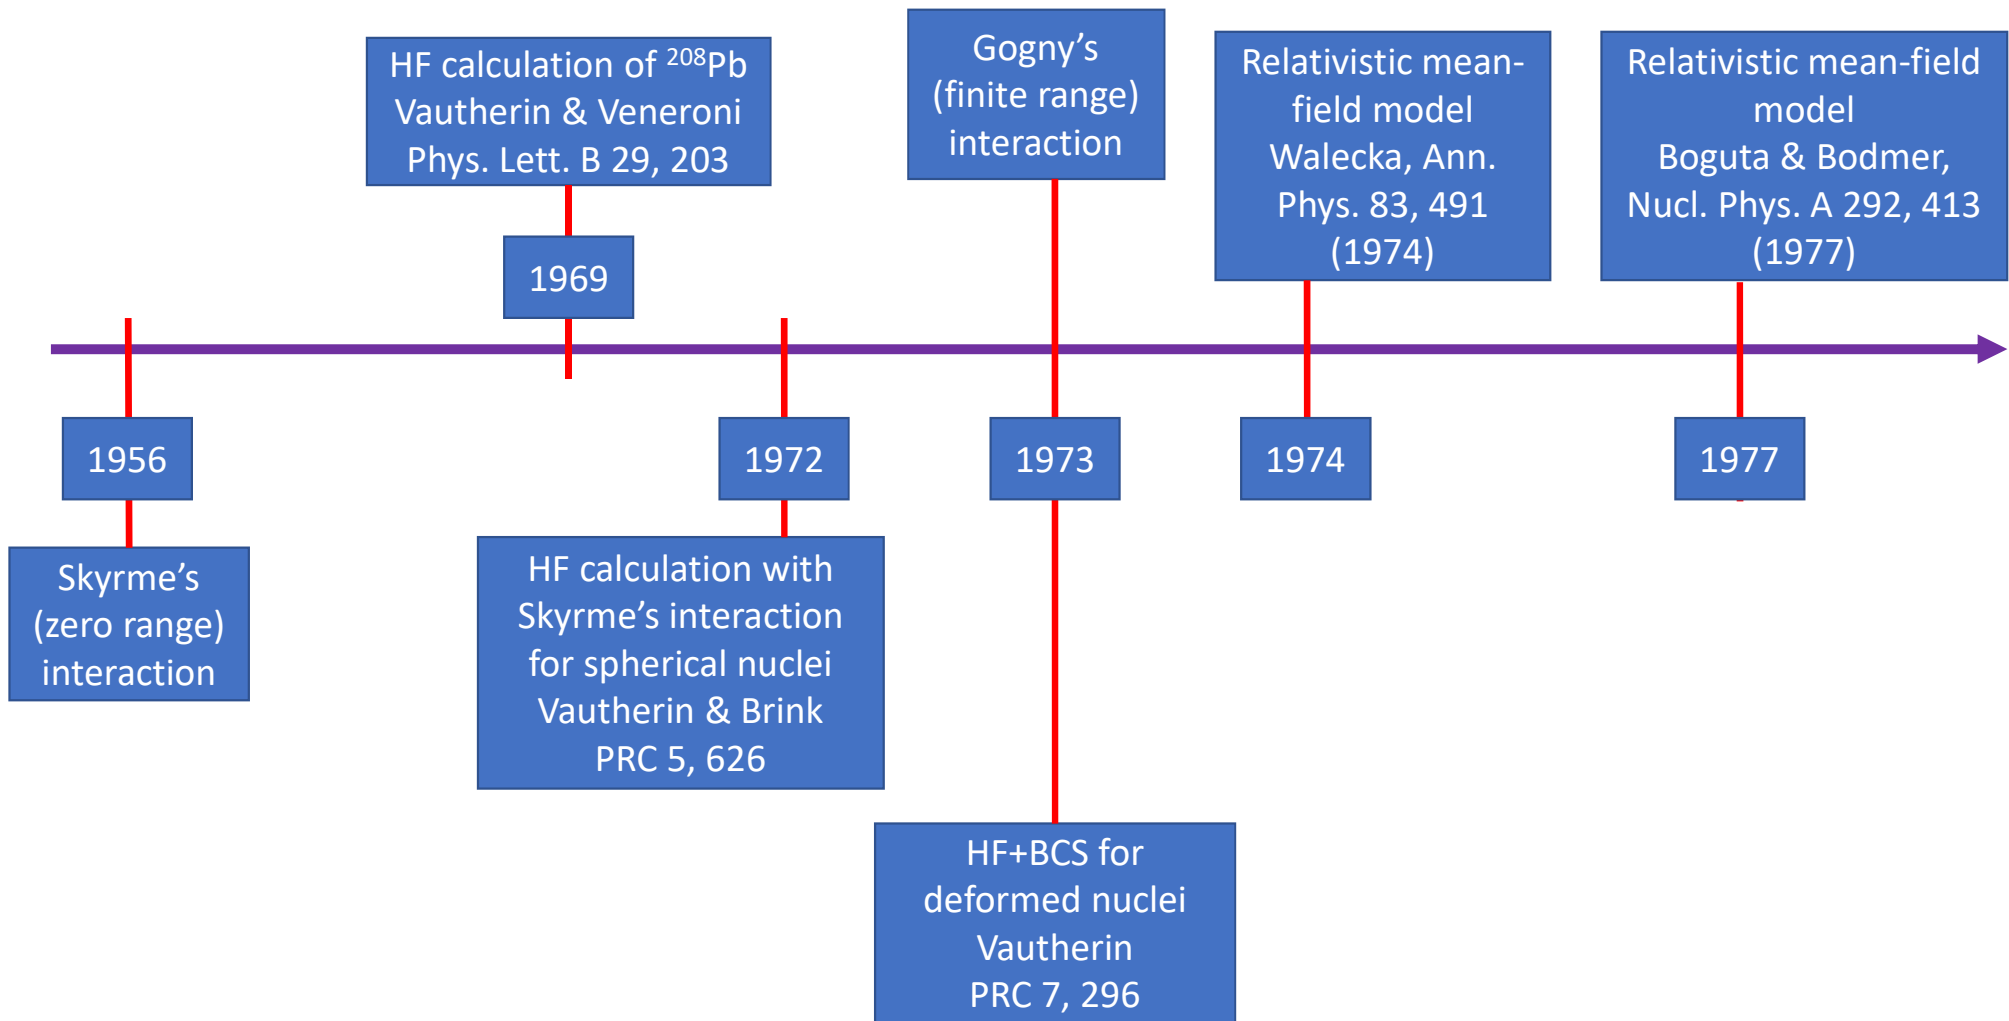 HF calculation of ²⁰⁸Pb
Vautherin & Veneroni
Phys. Lett. B 29, 203
Gogny’s
(finite range)
interaction
Relativistic mean-
field model
Walecka, Ann.
Phys. 83, 491
(1974)
Relativistic mean-field
model
Boguta & Bodmer,
Nucl. Phys. A 292, 413
(1977)
1969
1956
1972
1973
1974
1977
Skyrme’s
(zero range)
interaction
HF calculation with
Skyrme’s interaction
for spherical nuclei
Vautherin & Brink
PRC 5, 626
HF+BCS for
deformed nuclei
Vautherin
PRC 7, 296